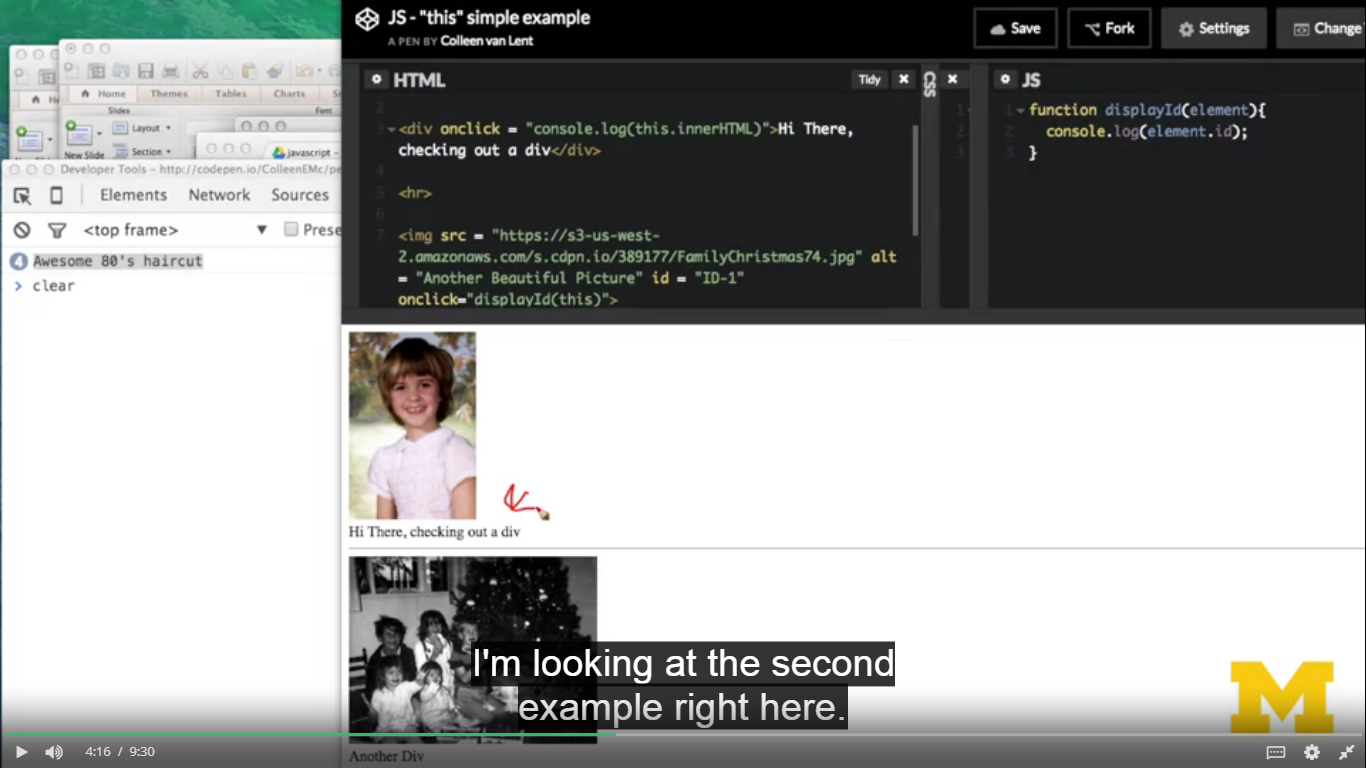 JS - "this" simple example
A PEN BY Colleen van Lent
Save
Fork
Settings
Change
Home
Themes
Tables
Charts
Slides
Font
Layout
New Slide
Section
javascript –
Developer Tools – http://codepen.io/ColleenEMc/pe
Elements Network Sources
<top frame> ▼ Prese
4 Awesome 80's haircut
> clear
HTML
Tidy
2
3 <div onclick = "console.log(this.innerHTML)">Hi There,
checking out a div</div>
4
5 <hr>
6
7 <img src = "https://s3-us-west-
2.amazonaws.com/s.cdpn.io/389177/FamilyChristmas74.jpg" alt
= "Another Beautiful Picture" id = "ID-1"
onclick="displayId(this)">
CSS
1
2
3
JS
1 function displayId(element){
2 console.log(element.id);
3 }
Hi There, checking out a div
I'm looking at the second
example right here.
M
Another Div
4:16 / 9:30